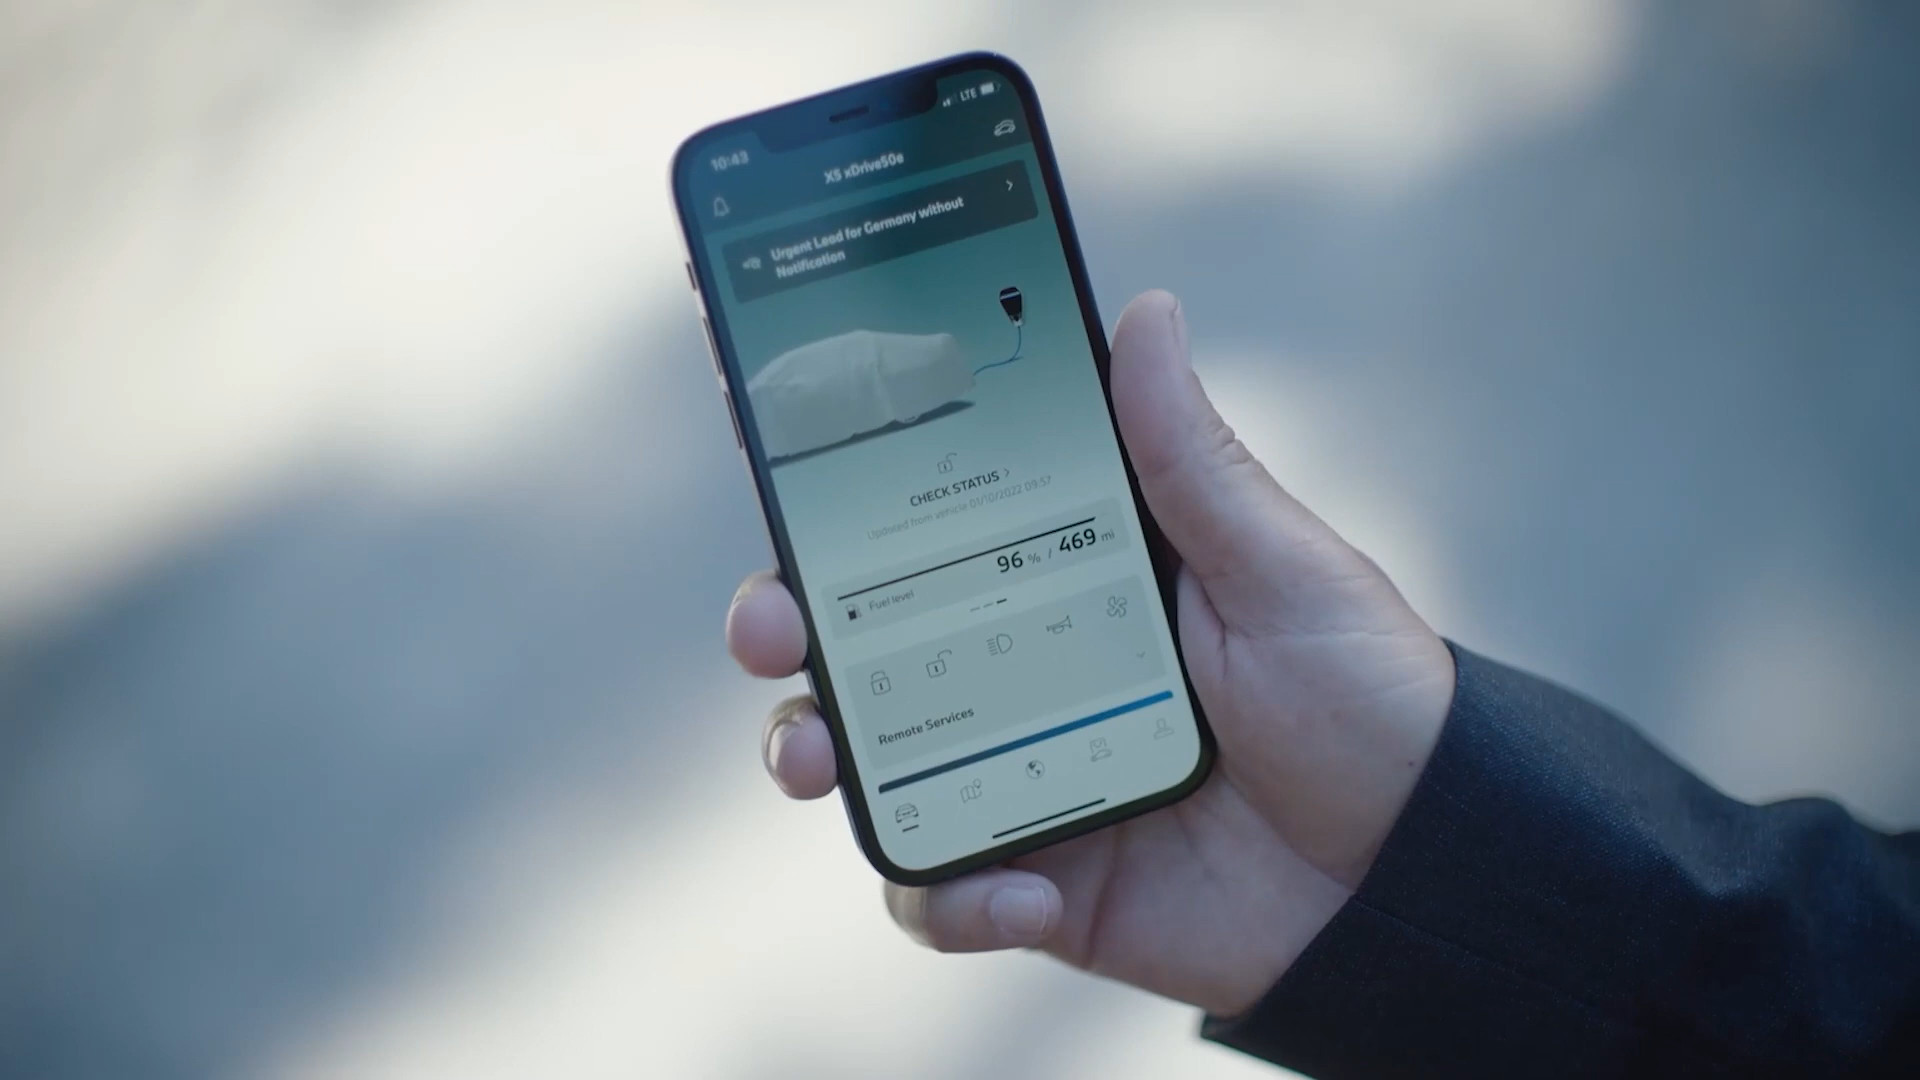 10:43
LTE
X5 xDrive50e
Urgent Lead for Germany without
Notification
CHECK STATUS
Updated from vehicle 01/10/2022 09:57
96 % / 469 mi
Fuel level
Remote Services